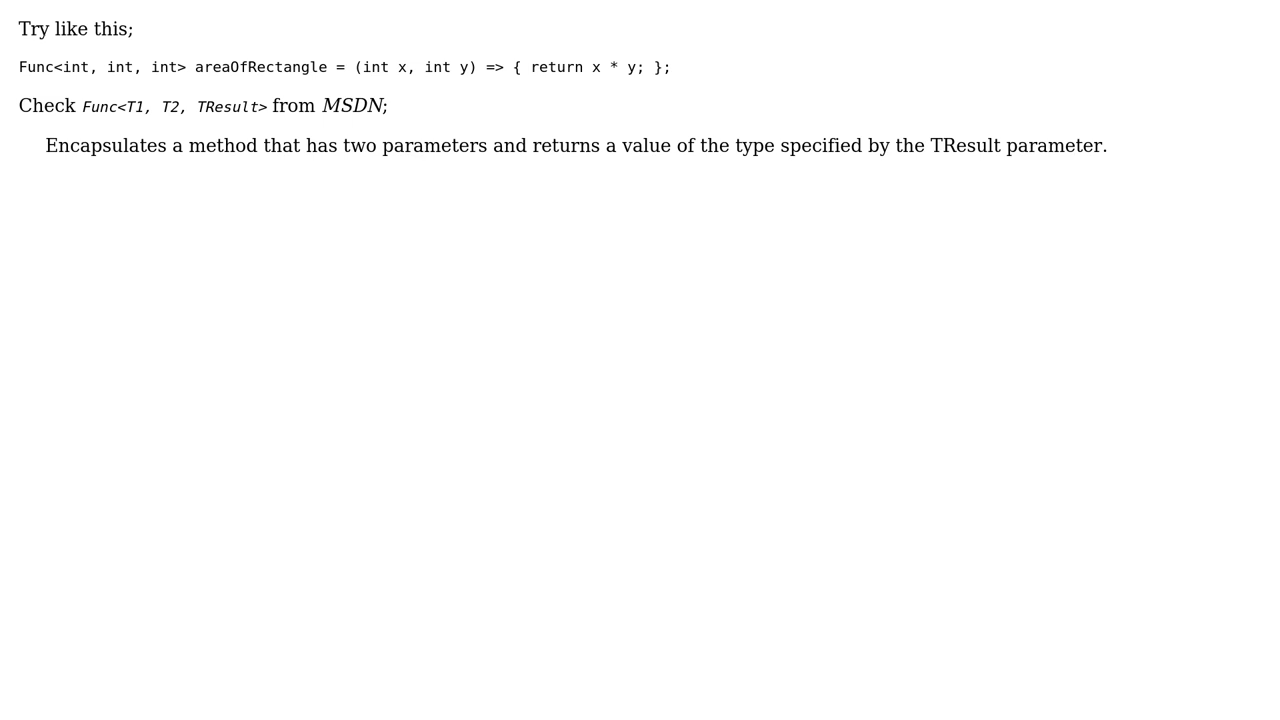 Try like this;
Func<int, int, int> areaOfRectangle = (int x, int y) => { return x * y; };
Check Func<T1, T2, TResult> from MSDN;
Encapsulates a method that has two parameters and returns a value of the type specified by the TResult parameter.